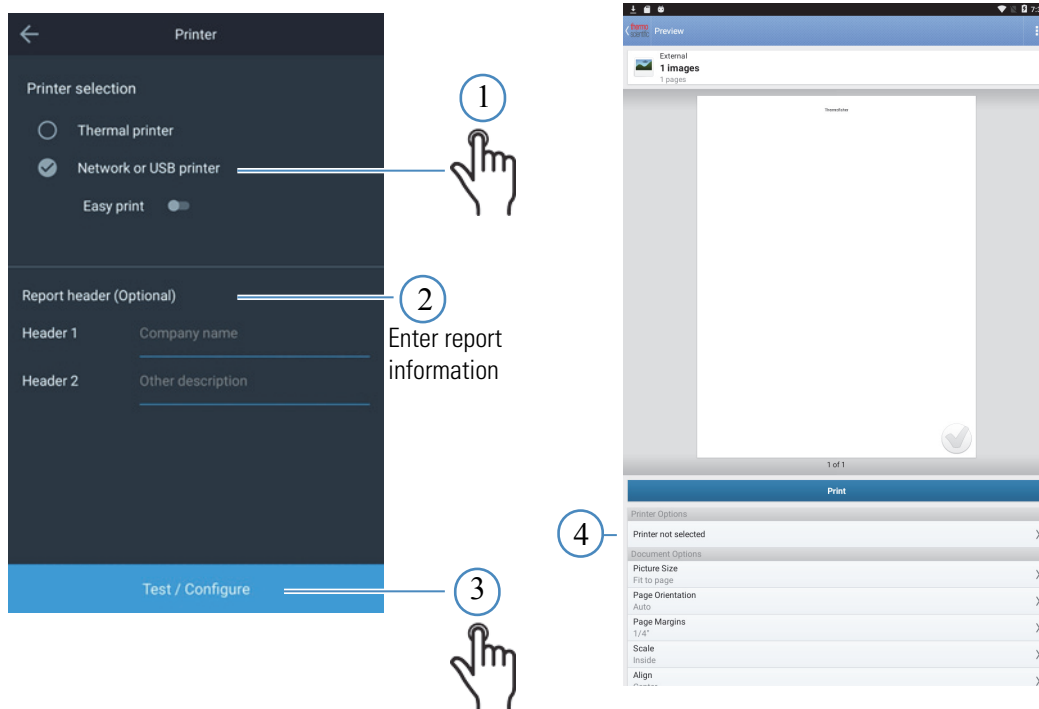 Printer
Printer selection
Thermal printer
Network or USB printer
Easy print
Report header (Optional)
Header 1 Company name
Header 2 Other description
Test / Configure
1
2
Enter report
information
3
thermo
scientific
Preview
External
1 images
1 pages
1 of 1
Print
Printer Options
4
Printer not selected
Document Options
Picture Size
Fit to page
Page Orientation
Auto
Page Margins
1/4"
Scale
Inside
Align